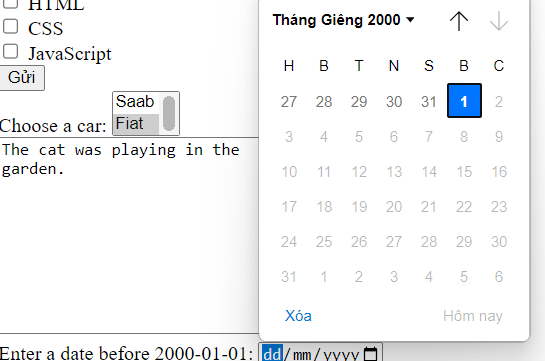 HTML
CSS
JavaScript
Gửi
Choose a car:
Saab
Fiat
The cat was playing in the
garden.
Enter a date before 2000-01-01:
dd/mm/yyyy
Tháng Giêng 2000
H B T N S B C
27 28 29 30 31 1 2
3 4 5 6 7 8 9
10 11 12 13 14 15 16
17 18 19 20 21 22 23
24 25 26 27 28 29 30
31 1 2 3 4 5 6
Xóa Hôm nay